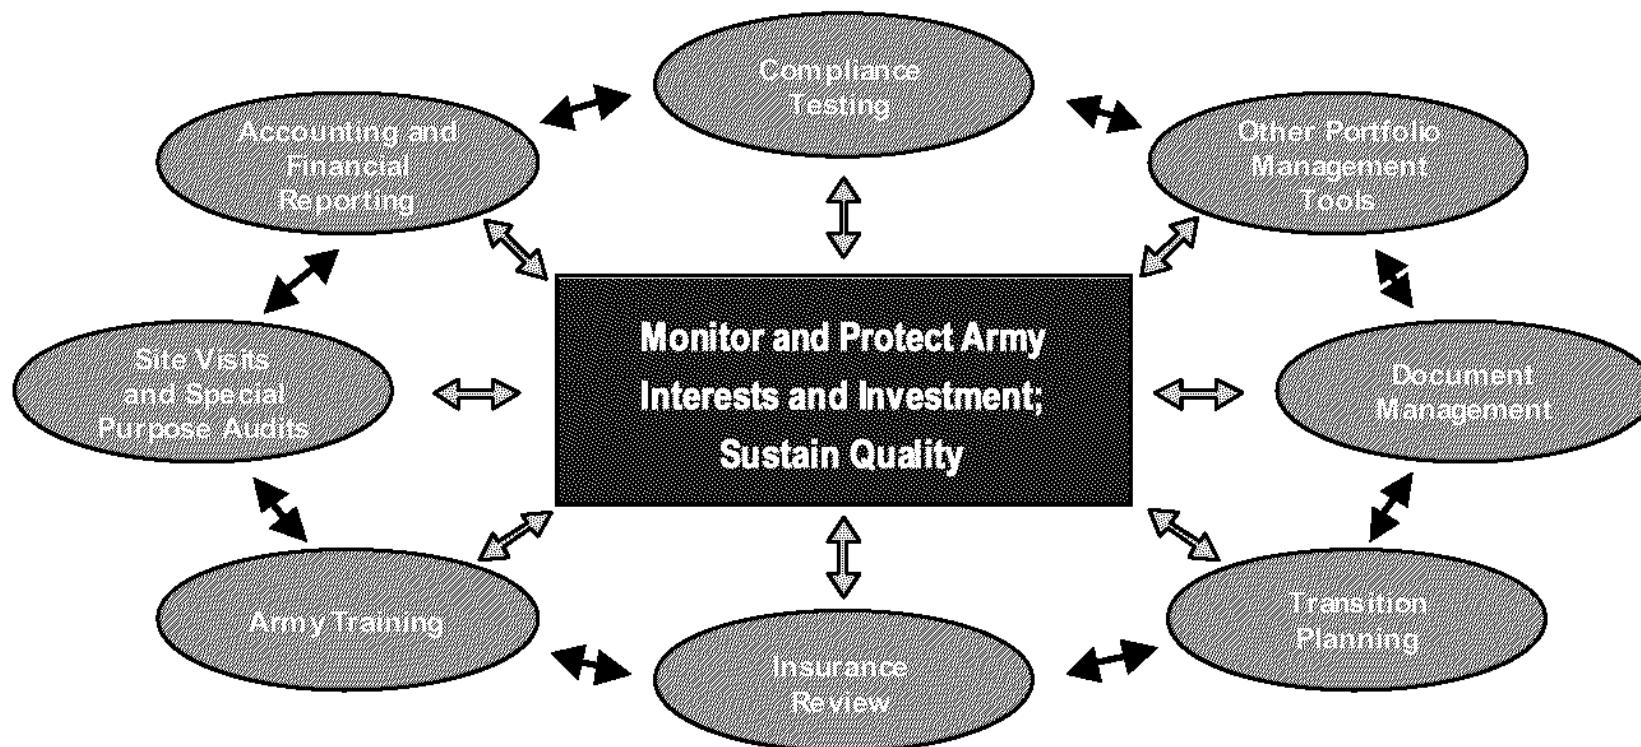 Compliance
Testing
Accounting and
Financial
Reporting
Other Portfolio
Management
Tools
Monitor and Protect Army
Interests and Investment;
Sustain Quality
Site Visits
and Special
Purpose Audits
Document
Management
Army Training
Transition
Planning
Insurance
Review